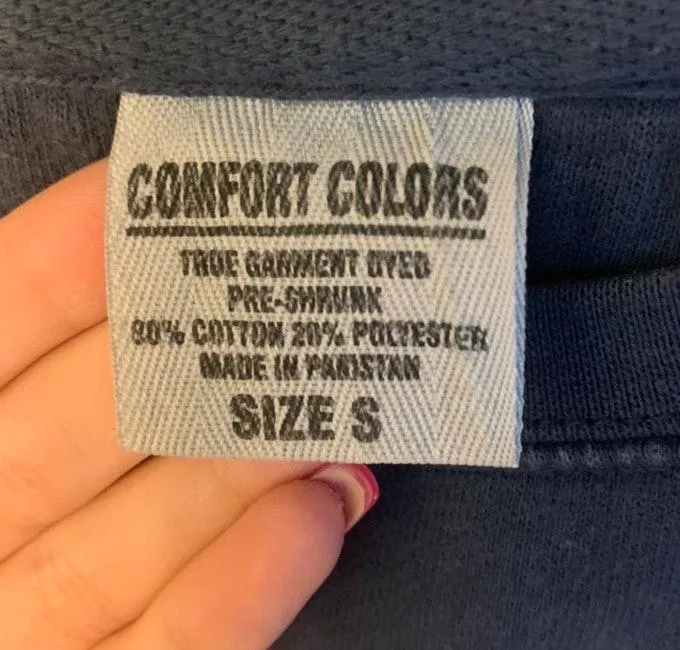 COMFORT COLORS
TRUE GARMENT DYED
PRE-SHRUNK
80% COTTON 20% POLYESTER
MADE IN PAKISTAN
SIZE S